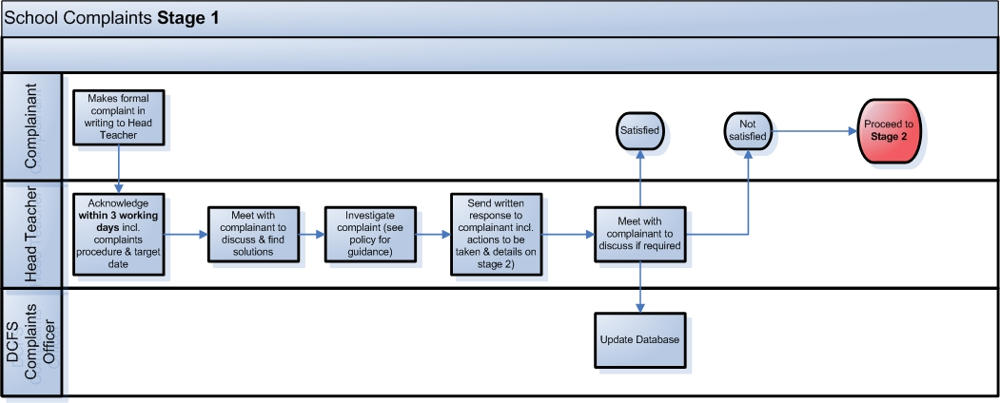 School Complaints Stage 1
Complainant
Makes formal
complaint in
writing to Head
Teacher
Satisfied
Not
satisfied
Proceed to
Stage 2
Head Teacher
Acknowledge
within 3 working
days incl.
complaints
procedure & target
date
Meet with
complainant to
discuss & find
solutions
Investigate
complaint (see
policy for
guidance)
Send written
response to
complainant incl.
actions to be
taken & details on
stage 2)
Meet with
complainant to
discuss if required
DCFS
Complaints
Officer
Update Database